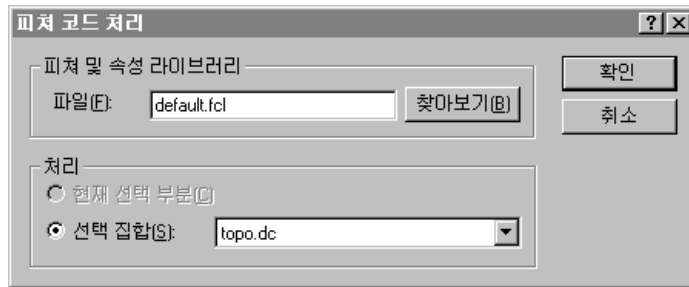 피쳐 코드 처리
피쳐 및 속성 라이브러리
파일(F): default.fcl 찾아보기(B)
확인
취소
처리
현재 선택 부분(C)
선택 집합(S): topo.dc